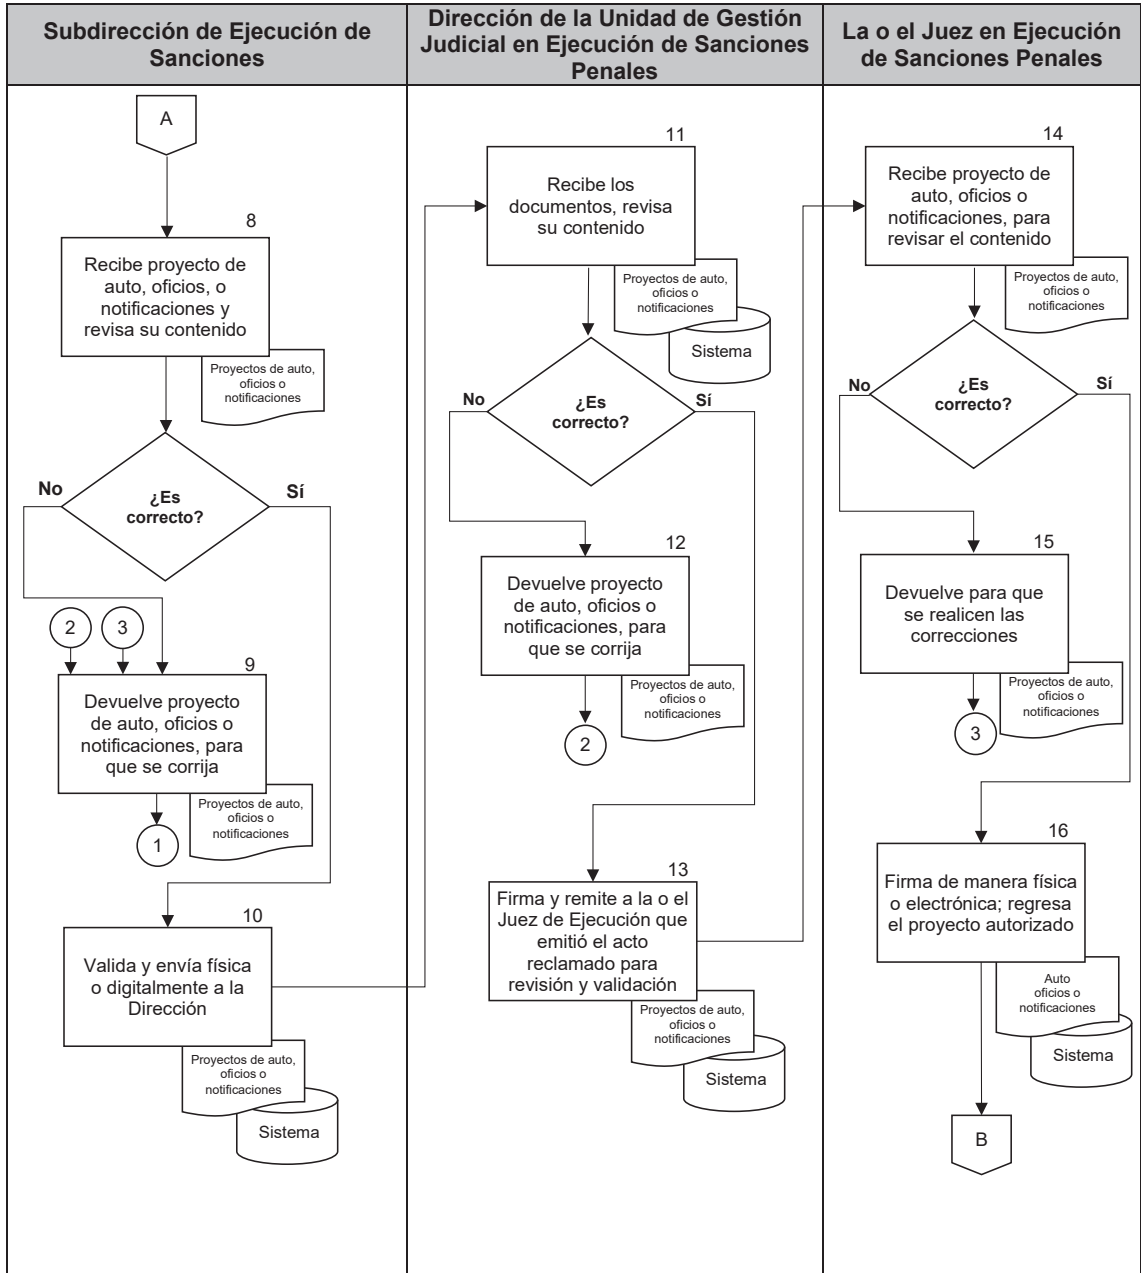 Subdirección de Ejecución de
Sanciones
Dirección de la Unidad de Gestión
Judicial en Ejecución de Sanciones
Penales
La o el Juez en Ejecución
de Sanciones Penales
A
8
Recibe proyecto de
auto, oficios, o
notificaciones y
revisa su contenido
Proyectos de auto,
oficios o
notificaciones
¿Es
correcto?
No
Sí
2
3
9
Devuelve proyecto
de auto, oficios o
notificaciones, para
que se corrija
Proyectos de auto,
oficios o
notificaciones
1
10
Valida y envía física
o digitalmente a la
Dirección
Proyectos de auto,
oficios o
notificaciones
Sistema
11
Recibe los
documentos, revisa
su contenido
Proyectos de auto,
oficios o
notificaciones
Sistema
¿Es
correcto?
No
Sí
12
Devuelve proyecto
de auto, oficios o
notificaciones, para
que se corrija
Proyectos de auto,
oficios o
notificaciones
2
13
Firma y remite a la o el
Juez de Ejecución que
emitió el acto
reclamado para
revisión y validación
Proyectos de auto,
oficios o
notificaciones
Sistema
14
Recibe proyecto de
auto, oficios o
notificaciones, para
revisar el contenido
Proyectos de auto,
oficios o
notificaciones
¿Es
correcto?
No
Sí
15
Devuelve para que
se realicen las
correcciones
Proyectos de auto,
oficios o
notificaciones
3
16
Firma de manera física
o electrónica; regresa
el proyecto autorizado
Auto
oficios o
notificaciones
Sistema
B